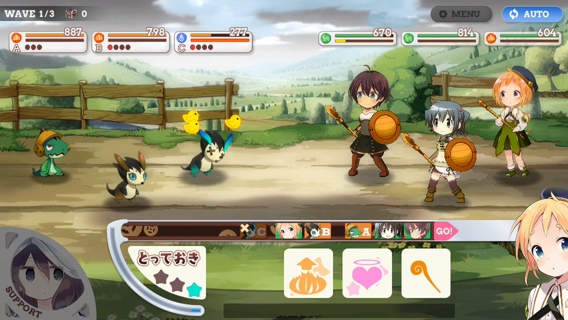 WAVE 1/3 0
MENU
AUTO
887
A
798
B
277
C
670
814
604
C B A GO!
とっておき
SUPPORT